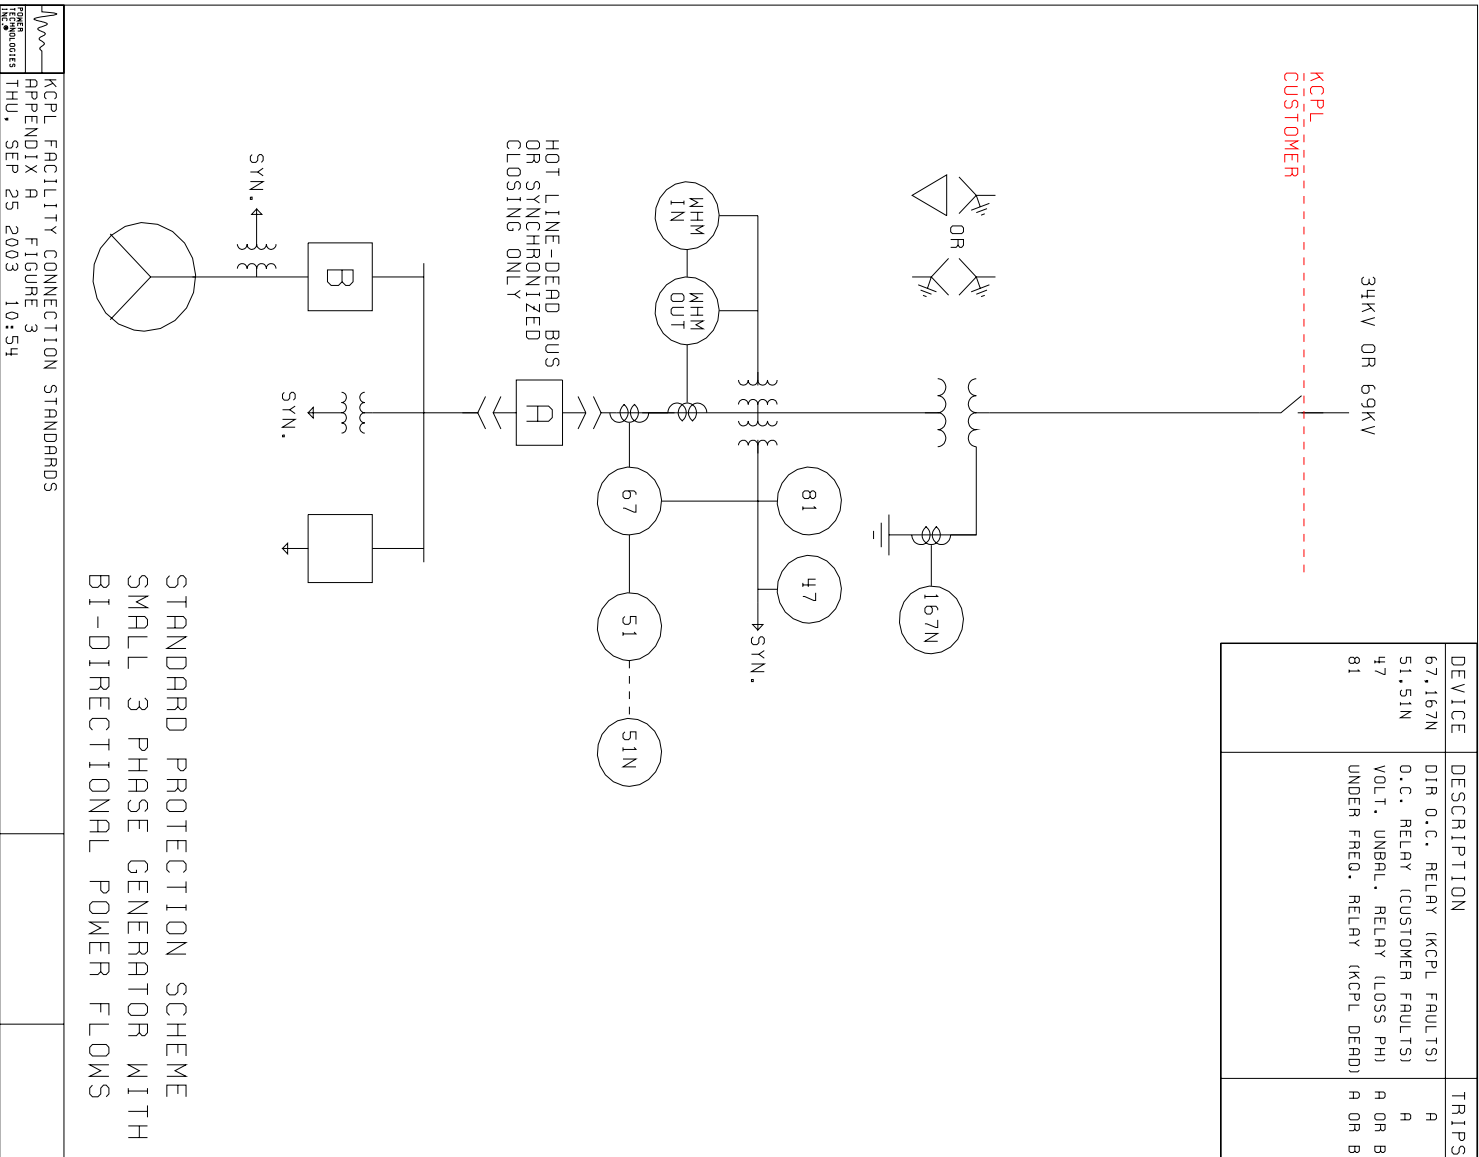 34KV OR 69KV
KCPL
CUSTOMER
DEVICE DESCRIPTION TRIPS
67,167N DIR O.C. RELAY (KCPL FAULTS) A
51,51N O.C. RELAY (CUSTOMER FAULTS) A
47 VOLT. UNBAL. RELAY (LOSS PH) A OR B
81 UNDER FREQ. RELAY (KCPL DEAD) A OR B
OR
167N
81
47
SYN.
WHM
IN
WHM
OUT
67
51
51N
HOT LINE-DEAD BUS
OR SYNCHRONIZED
CLOSING ONLY
A
B
SYN.
SYN.
STANDARD PROTECTION SCHEME
SMALL 3 PHASE GENERATOR WITH
BI-DIRECTIONAL POWER FLOWS
POWER
TECHNOLOGIES
INC.®
KCPL FACILITY CONNECTION STANDARDS
APPENDIX A FIGURE 3
THU, SEP 25 2003 10:54